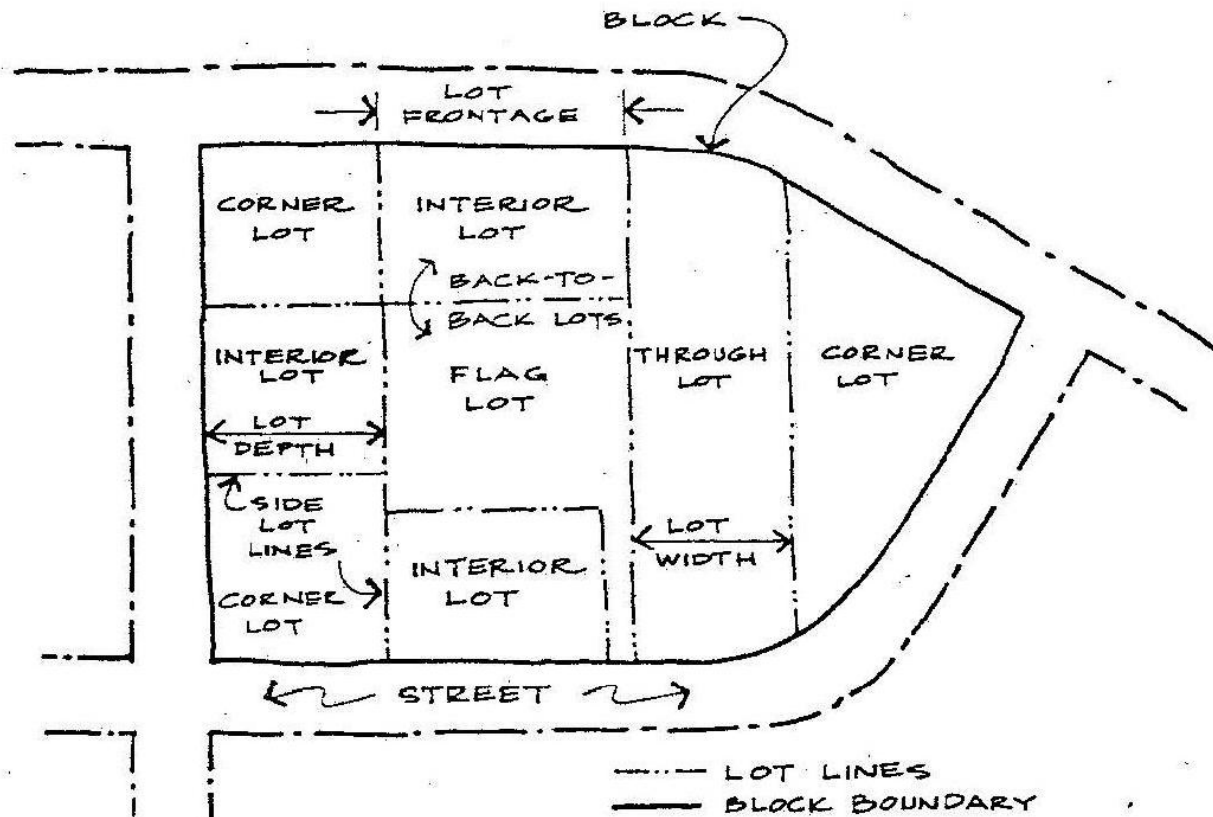 BLOCK
LOT
FRONTAGE
CORNER
LOT
INTERIOR
LOT
BACK-TO-
BACK LOTS
INTERIOR
LOT
FLAG
LOT
THROUGH
LOT
CORNER
LOT
LOT
DEPTH
SIDE
LOT
LINES
LOT
WIDTH
INTERIOR
LOT
CORNER
LOT
STREET
LOT LINES
BLOCK BOUNDARY